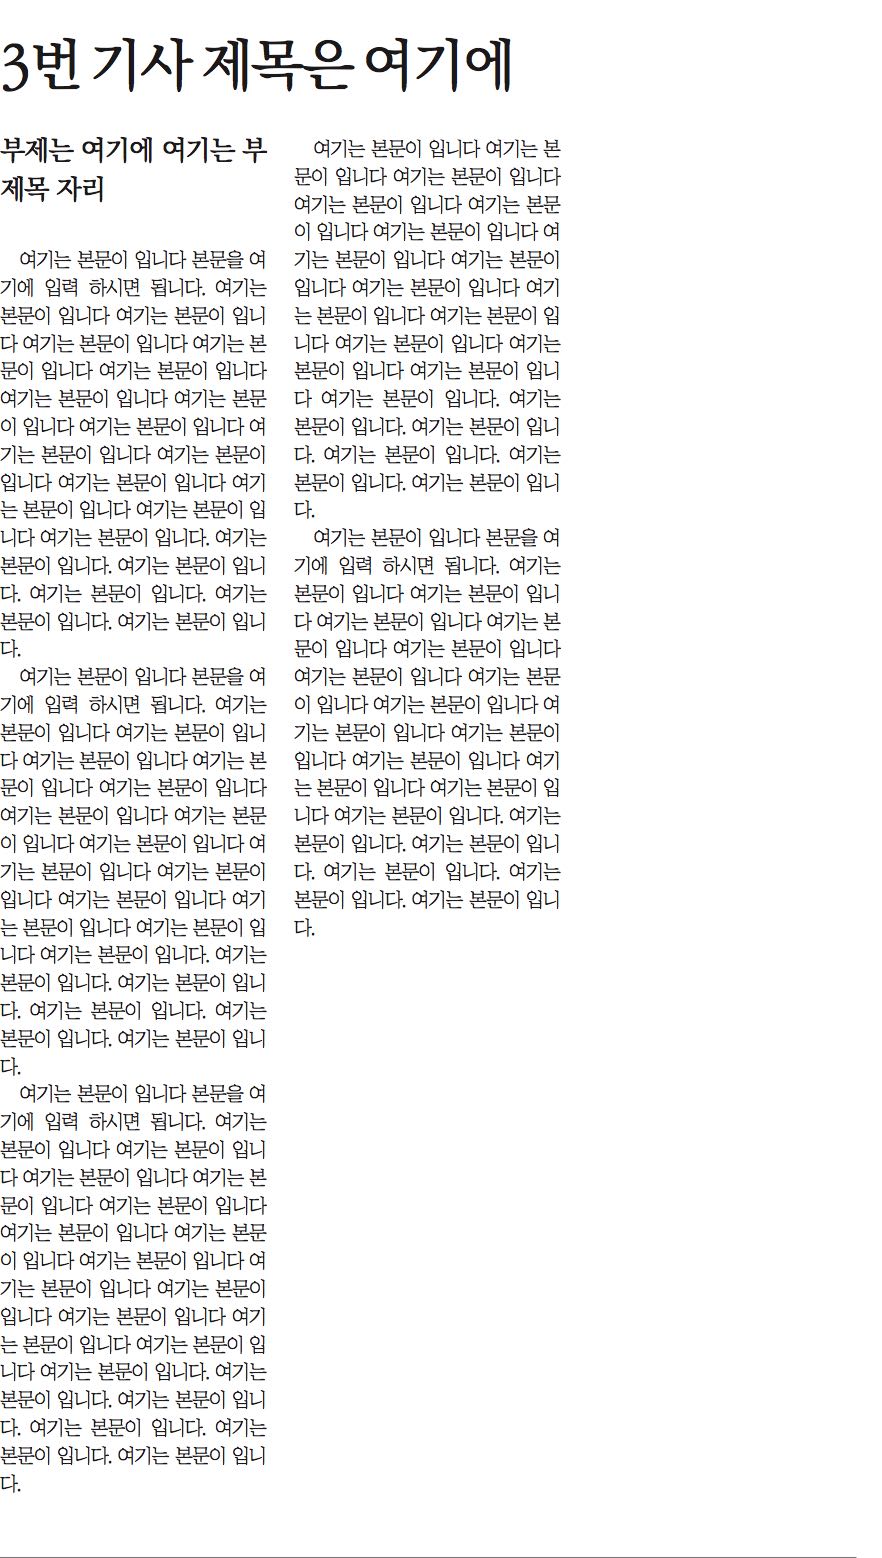 3번 기사 제목은 여기에
부제는 여기에 여기는 부
제목 자리
여기는 본문이 입니다 본문을 여
기에 입력 하시면 됩니다. 여기는
본문이 입니다 여기는 본문이 입니
다 여기는 본문이 입니다 여기는 본
문이 입니다 여기는 본문이 입니다
여기는 본문이 입니다 여기는 본문
이 입니다 여기는 본문이 입니다 여
기는 본문이 입니다 여기는 본문이
입니다 여기는 본문이 입니다 여기
는 본문이 입니다 여기는 본문이 입
니다 여기는 본문이 입니다. 여기는
본문이 입니다. 여기는 본문이 입니
다. 여기는 본문이 입니다. 여기는
본문이 입니다. 여기는 본문이 입니
다.
여기는 본문이 입니다 본문을 여
기에 입력 하시면 됩니다. 여기는
본문이 입니다 여기는 본문이 입니
다 여기는 본문이 입니다 여기는 본
문이 입니다 여기는 본문이 입니다
여기는 본문이 입니다 여기는 본문
이 입니다 여기는 본문이 입니다 여
기는 본문이 입니다 여기는 본문이
입니다 여기는 본문이 입니다 여기
는 본문이 입니다 여기는 본문이 입
니다 여기는 본문이 입니다. 여기는
본문이 입니다. 여기는 본문이 입니
다. 여기는 본문이 입니다. 여기는
본문이 입니다. 여기는 본문이 입니
다.
여기는 본문이 입니다 본문을 여
기에 입력 하시면 됩니다. 여기는
본문이 입니다 여기는 본문이 입니
다 여기는 본문이 입니다 여기는 본
문이 입니다 여기는 본문이 입니다
여기는 본문이 입니다 여기는 본문
이 입니다 여기는 본문이 입니다 여
기는 본문이 입니다 여기는 본문이
입니다 여기는 본문이 입니다 여기
는 본문이 입니다 여기는 본문이 입
니다 여기는 본문이 입니다. 여기는
본문이 입니다. 여기는 본문이 입니
다. 여기는 본문이 입니다. 여기는
본문이 입니다. 여기는 본문이 입니
다.
여기는 본문이 입니다 여기는 본
문이 입니다 여기는 본문이 입니다
여기는 본문이 입니다 여기는 본문
이 입니다 여기는 본문이 입니다 여
기는 본문이 입니다 여기는 본문이
입니다 여기는 본문이 입니다 여기
는 본문이 입니다 여기는 본문이 입
니다 여기는 본문이 입니다 여기는
본문이 입니다 여기는 본문이 입니
다 여기는 본문이 입니다. 여기는
본문이 입니다. 여기는 본문이 입니
다. 여기는 본문이 입니다. 여기는
본문이 입니다. 여기는 본문이 입니
다.
여기는 본문이 입니다 본문을 여
기에 입력 하시면 됩니다. 여기는
본문이 입니다 여기는 본문이 입니
다 여기는 본문이 입니다 여기는 본
문이 입니다 여기는 본문이 입니다
여기는 본문이 입니다 여기는 본문
이 입니다 여기는 본문이 입니다 여
기는 본문이 입니다 여기는 본문이
입니다 여기는 본문이 입니다 여기
는 본문이 입니다 여기는 본문이 입
니다 여기는 본문이 입니다. 여기는
본문이 입니다. 여기는 본문이 입니
다. 여기는 본문이 입니다. 여기는
본문이 입니다. 여기는 본문이 입니
다.